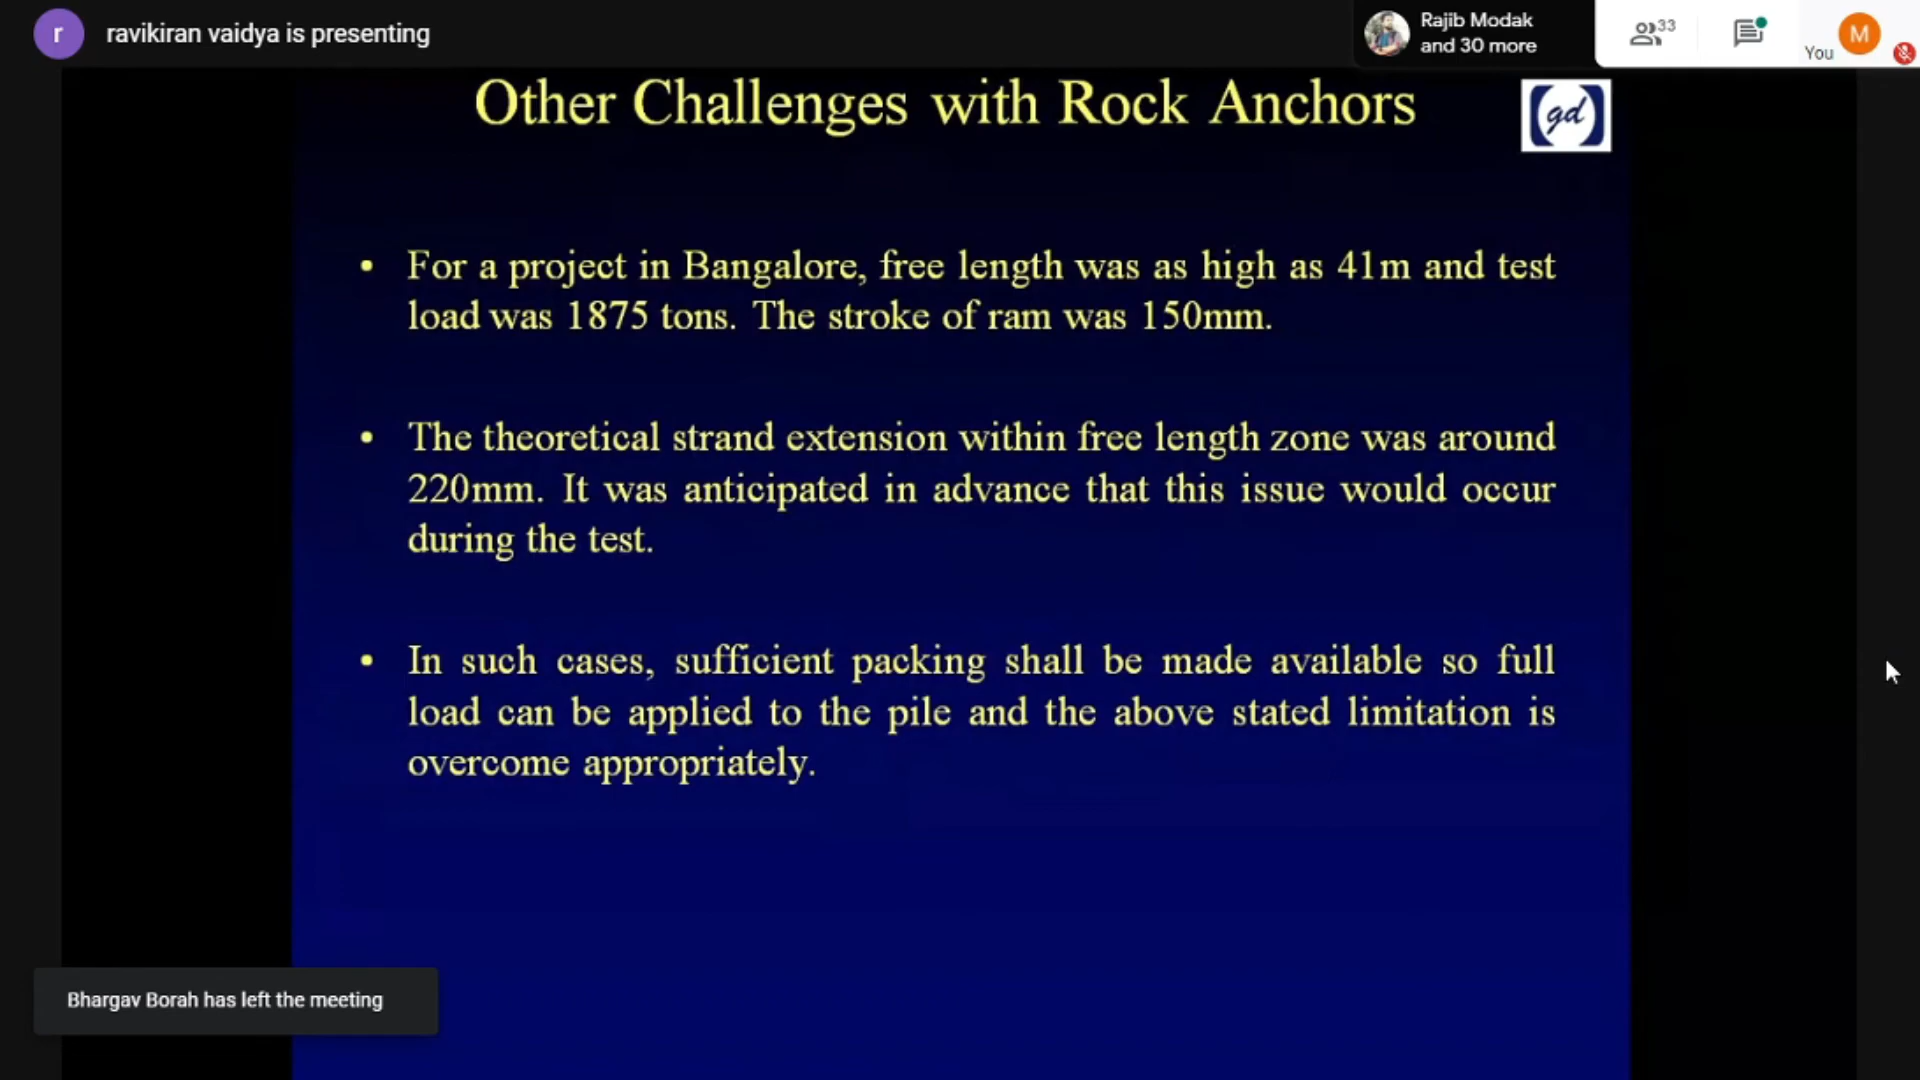 r
ravikiran vaidya is presenting
Rajib Modak
and 30 more
33
You
M
Other Challenges with Rock Anchors
gd
• For a project in Bangalore, free length was as high as 41m and test
load was 1875 tons. The stroke of ram was 150mm.
• The theoretical strand extension within free length zone was around
220mm. It was anticipated in advance that this issue would occur
during the test.
• In such cases, sufficient packing shall be made available so full
load can be applied to the pile and the above stated limitation is
overcome appropriately.
Bhargav Borah has left the meeting